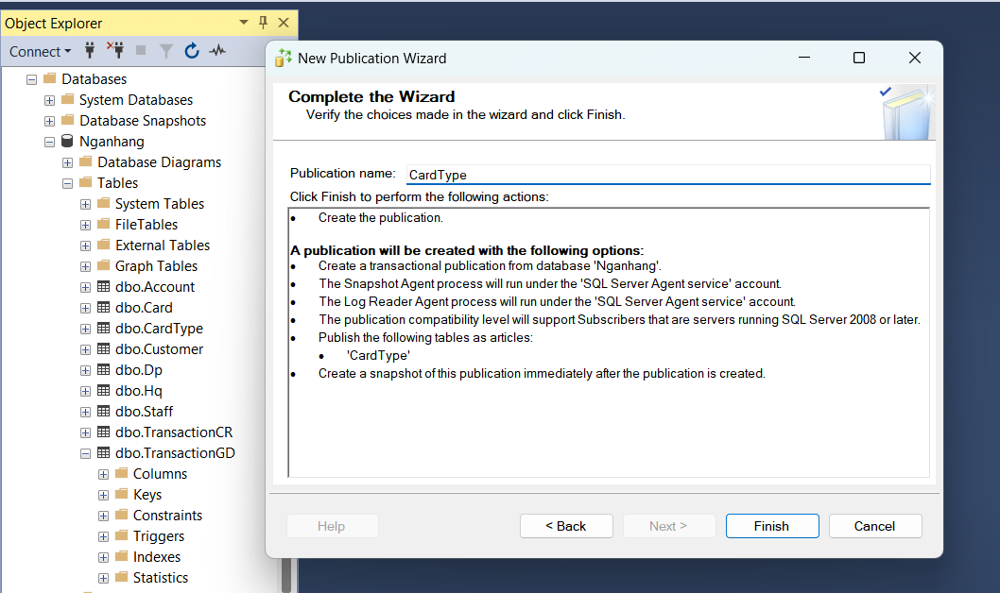 Object Explorer
Connect
Databases
System Databases
Database Snapshots
Nganhang
Database Diagrams
Tables
System Tables
FileTables
External Tables
Graph Tables
dbo.Account
dbo.Card
dbo.CardType
dbo.Customer
dbo.Dp
dbo.Hq
dbo.Staff
dbo.TransactionCR
dbo.TransactionGD
Columns
Keys
Constraints
Triggers
Indexes
Statistics
New Publication Wizard
Complete the Wizard
Verify the choices made in the wizard and click Finish.
Publication name: CardType
Click Finish to perform the following actions:
• Create the publication.
A publication will be created with the following options:
• Create a transactional publication from database 'Nganhang'.
• The Snapshot Agent process will run under the 'SQL Server Agent service' account.
• The Log Reader Agent process will run under the 'SQL Server Agent service' account.
• The publication compatibility level will support Subscribers that are servers running SQL Server 2008 or later.
• Publish the following tables as articles:
• 'CardType'
• Create a snapshot of this publication immediately after the publication is created.
Help < Back Next > Finish Cancel